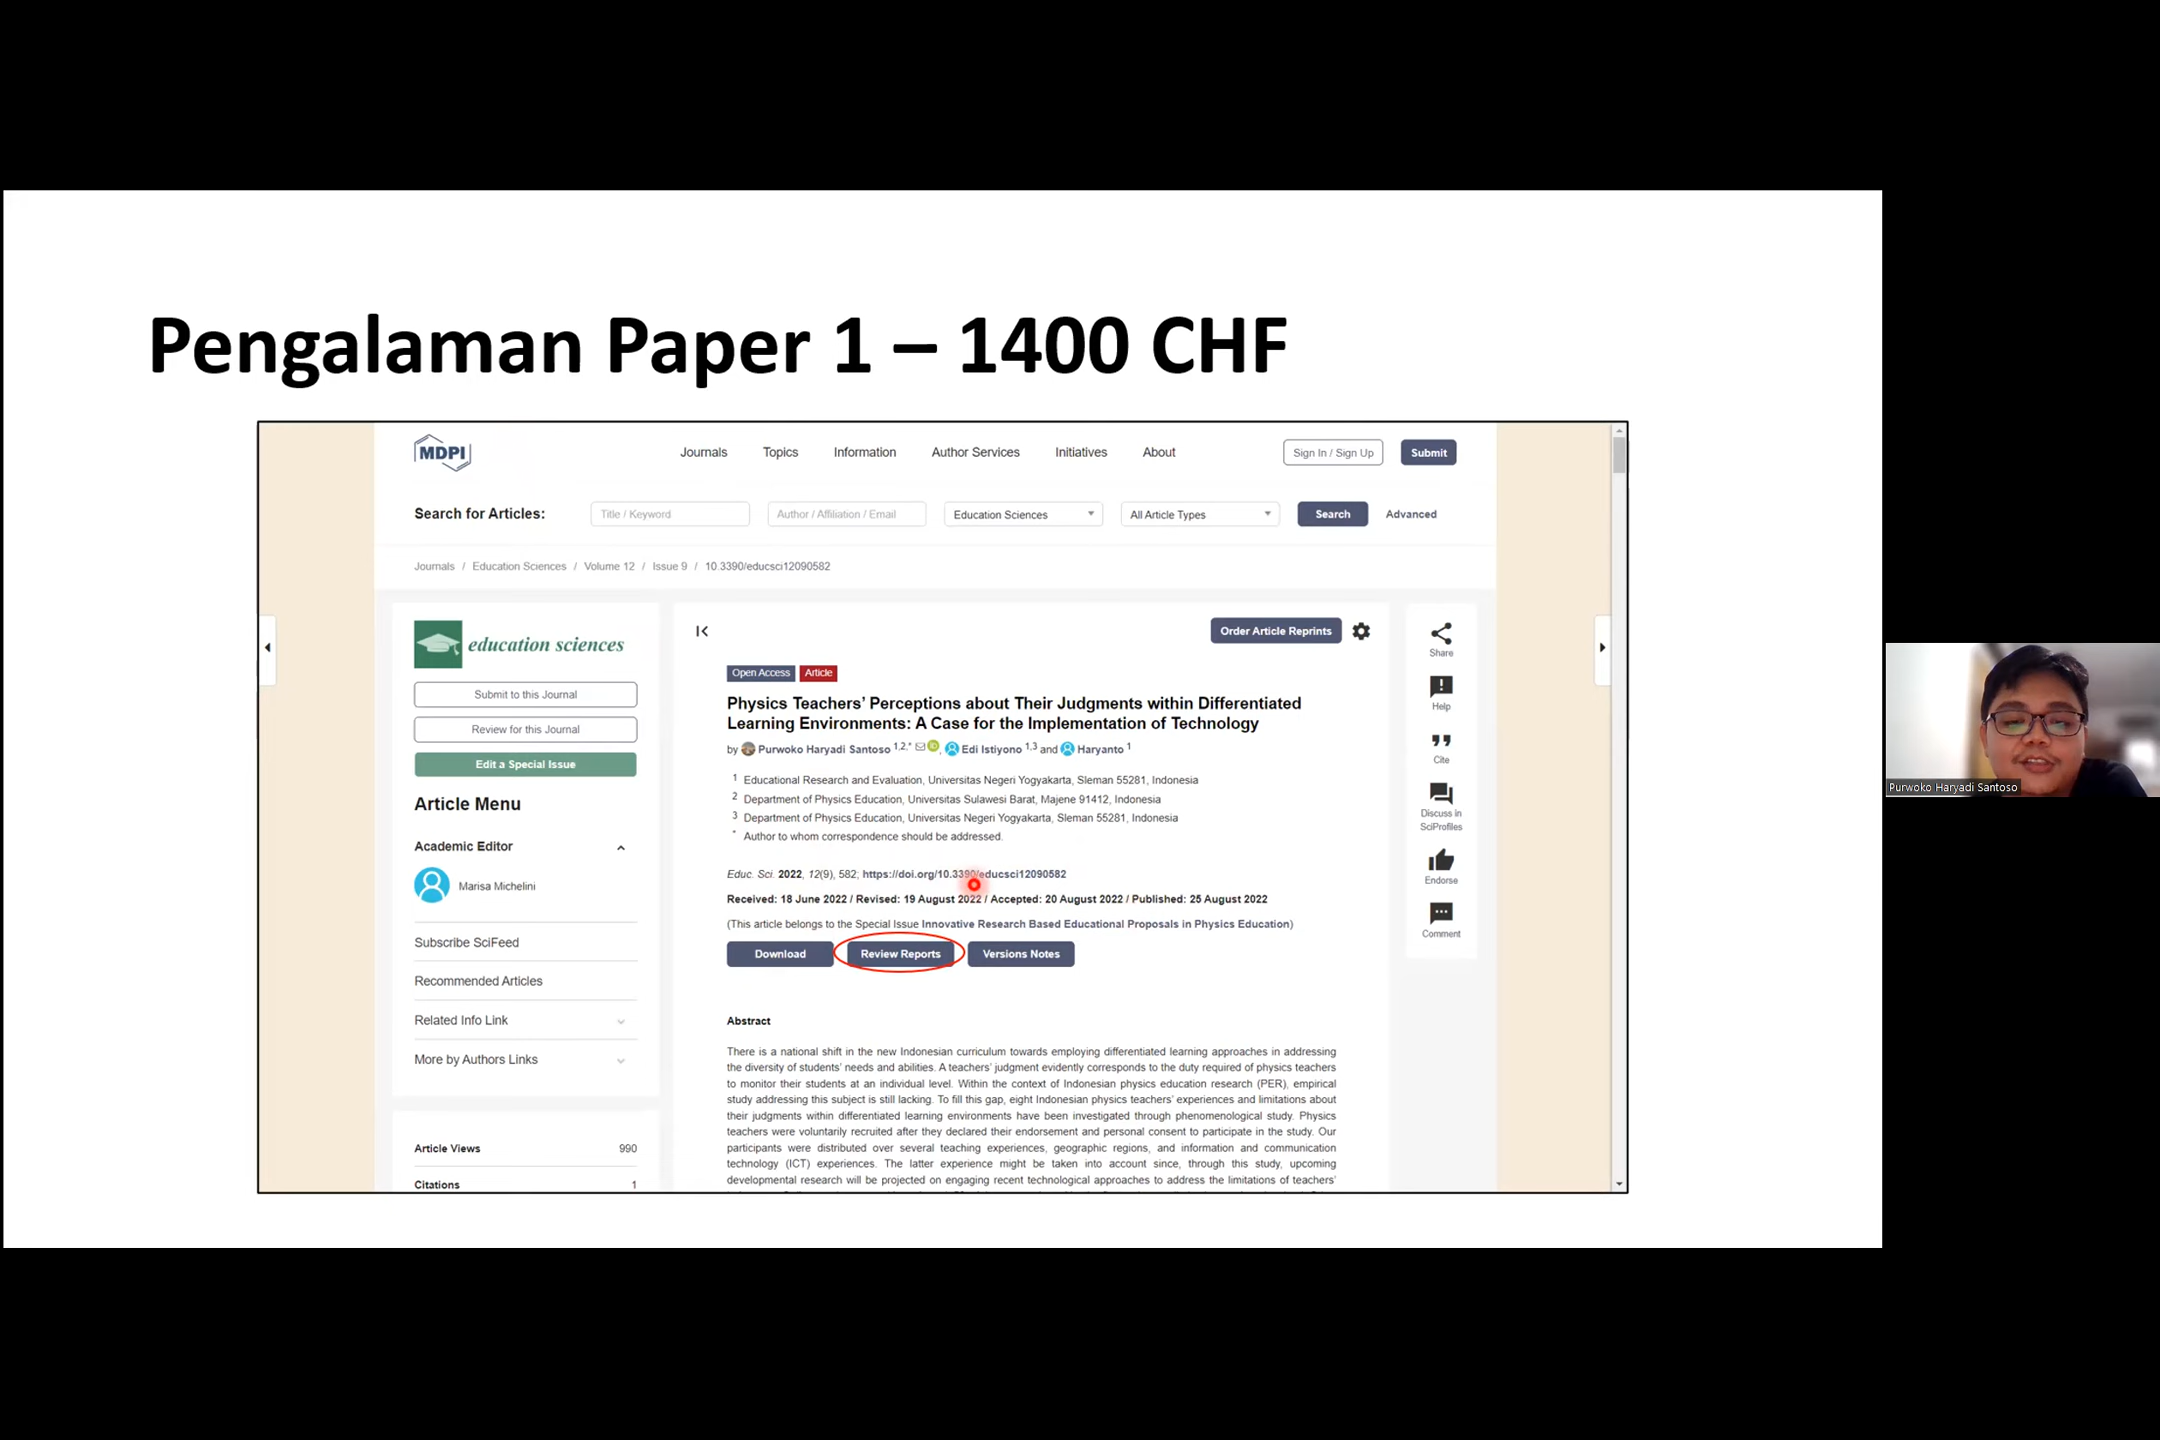 Pengalaman Paper 1 – 1400 CHF
MDPI
Journals Topics Information Author Services Initiatives About
Sign In / Sign Up Submit
Search for Articles:
Title / Keyword
Author / Affiliation / Email
Education Sciences
All Article Types
Search
Advanced
Journals / Education Sciences / Volume 12 / Issue 9 / 10.3390/educsci12090582
education sciences
Submit to this Journal
Review for this Journal
Edit a Special Issue
Article Menu
Academic Editor
Marisa Michelini
Subscribe SciFeed
Recommended Articles
Related Info Link
More by Authors Links
Article Views 990
Citations 1
Order Article Reprints
Open Access Article
Physics Teachers’ Perceptions about Their Judgments within Differentiated
Learning Environments: A Case for the Implementation of Technology
by Purwoko Haryadi Santoso 1,2,* iD, Edi Istiyono 1,3 and Haryanto 1
1 Educational Research and Evaluation, Universitas Negeri Yogyakarta, Sleman 55281, Indonesia
2 Department of Physics Education, Universitas Sulawesi Barat, Majene 91412, Indonesia
3 Department of Physics Education, Universitas Negeri Yogyakarta, Sleman 55281, Indonesia
* Author to whom correspondence should be addressed.
Educ. Sci. 2022, 12(9), 582; https://doi.org/10.3390/educsci12090582
Received: 18 June 2022 / Revised: 19 August 2022 / Accepted: 20 August 2022 / Published: 25 August 2022
(This article belongs to the Special Issue Innovative Research Based Educational Proposals in Physics Education)
Download Review Reports Versions Notes
Abstract
There is a national shift in the new Indonesian curriculum towards employing differentiated learning approaches in addressing
the diversity of students’ needs and abilities. A teachers’ judgment evidently corresponds to the duty required of physics teachers
to monitor their students at an individual level. Within the context of Indonesian physics education research (PER), empirical
study addressing this subject is still lacking. To fill this gap, eight Indonesian physics teachers’ experiences and limitations about
their judgments within differentiated learning environments have been investigated through phenomenological study. Physics
teachers were voluntarily recruited after they declared their endorsement and personal consent to participate in the study. Our
participants were distributed over several teaching experiences, geographic regions, and information and communication
technology (ICT) experiences. The latter experience might be taken into account since, through this study, upcoming
developmental research will be projected on engaging recent technological approaches to address the limitations of teachers’
Share
Help
Cite
Discuss in
SciProfiles
Endorse
Comment
Purwoko Haryadi Santoso